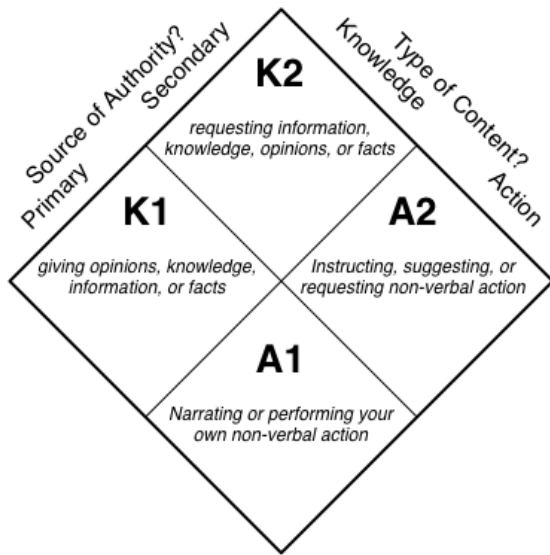 Source of Authority?
Primary
Secondary
Type of Content?
Knowledge
Action
K2
requesting information,
knowledge, opinions, or facts
K1
giving opinions, knowledge,
information, or facts
A2
Instructing, suggesting, or
requesting non-verbal action
A1
Narrating or performing your
own non-verbal action